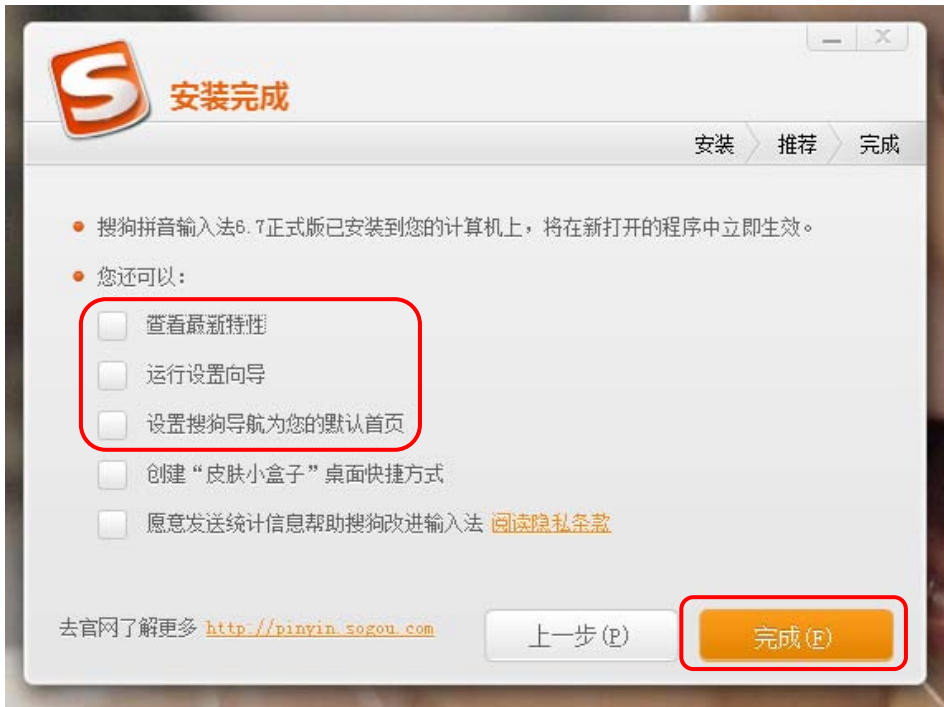 安装完成
安装 推荐 完成
搜狗拼音输入法6.7正式版已安装到您的计算机上，将在新打开的程序中立即生效。
您还可以：
查看最新特性
运行设置向导
设置搜狗导航为您的默认首页
创建“皮肤小盒子”桌面快捷方式
愿意发送统计信息帮助搜狗改进输入法 阅读隐私条款
去官网了解更多 http://pinyin.sogou.com 上一步(P) 完成(F)